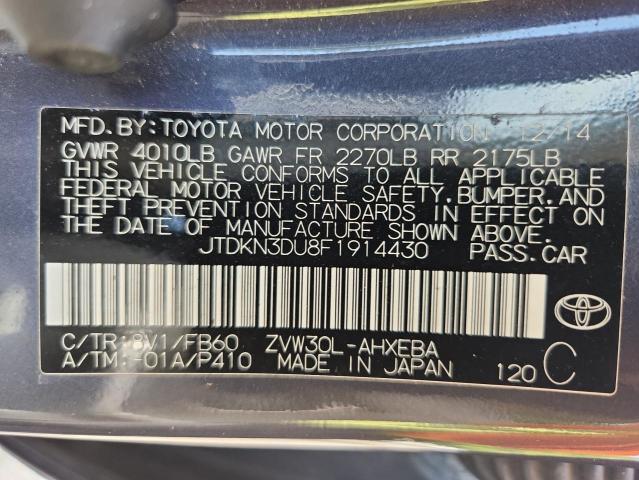 MFD.BY:TOYOTA MOTOR CORPORATION 12/14
GVWR 4010LB GAWR FR 2270LB RR 2175LB
THIS VEHICLE CONFORMS TO ALL APPLICABLE
FEDERAL MOTOR VEHICLE SAFETY,BUMPER,AND
THEFT PREVENTION STANDARDS IN EFFECT ON
THE DATE OF MANUFACTURE SHOWN ABOVE.
JTDKN3DU8F1914430 PASS.CAR
C/TR:8V1/FB60 ZVW30L-AHXEBA
A/TM:-01A/P410 MADE IN JAPAN 120 C